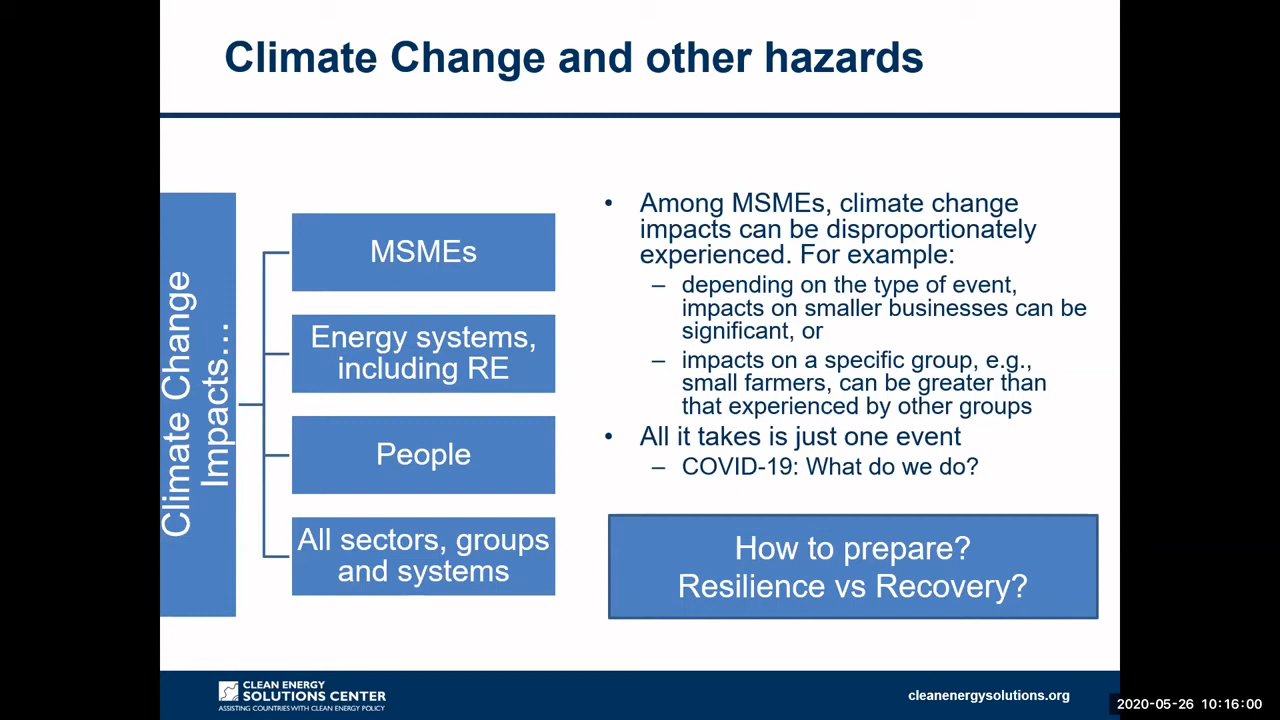 Climate Change and other hazards
Climate Change
Impacts…
MSMEs
Energy systems,
including RE
People
All sectors, groups
and systems
• Among MSMEs, climate change
impacts can be disproportionately
experienced. For example:
– depending on the type of event,
impacts on smaller businesses can be
significant, or
– impacts on a specific group, e.g.,
small farmers, can be greater than
that experienced by other groups
• All it takes is just one event
– COVID-19: What do we do?
How to prepare?
Resilience vs Recovery?
CLEAN ENERGY
SOLUTIONS CENTER
ASSISTING COUNTRIES WITH CLEAN ENERGY POLICY
cleanenergysolutions.org
2020-05-26 10:16:00